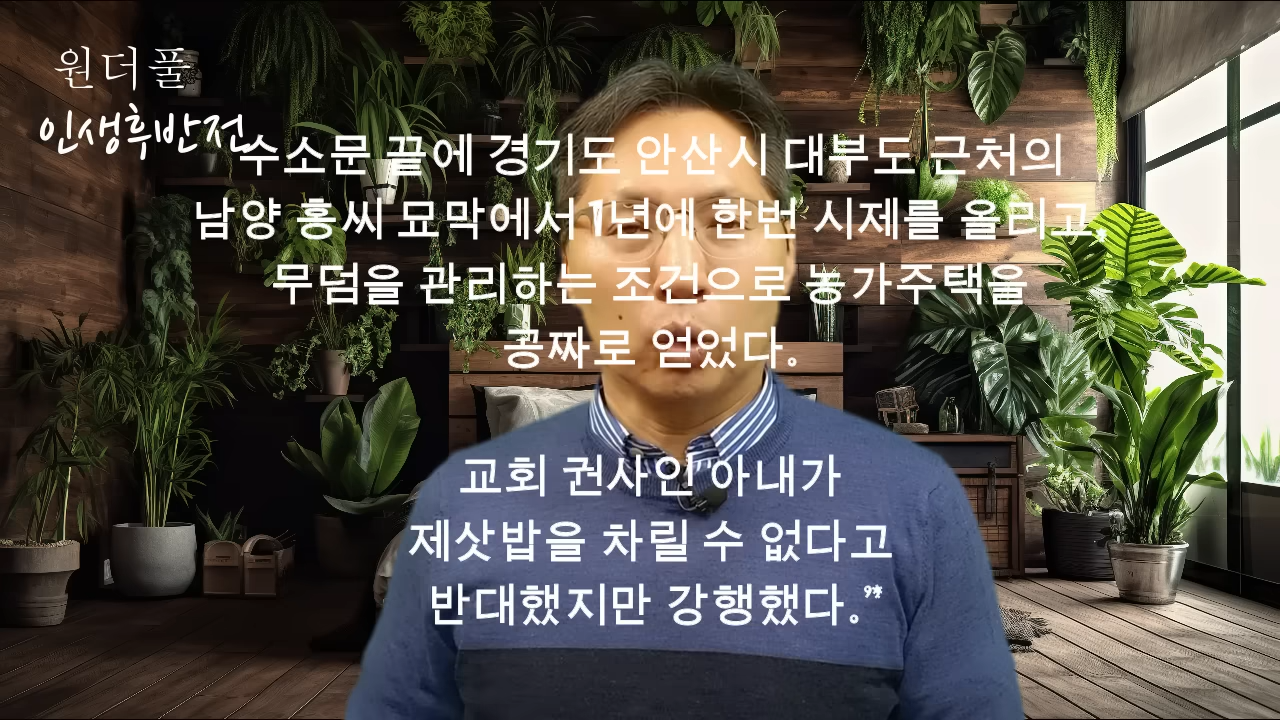 원더풀
인생후반전
수소문 끝에 경기도 안산시 대부도 근처의
남양 홍씨 묘막에서 1년에 한번 시제를 올리고,
무덤을 관리하는 조건으로 농가주택을
공짜로 얻었다.
교회 권사인 아내가
제삿밥을 차릴 수 없다고
반대했지만 강행했다.”